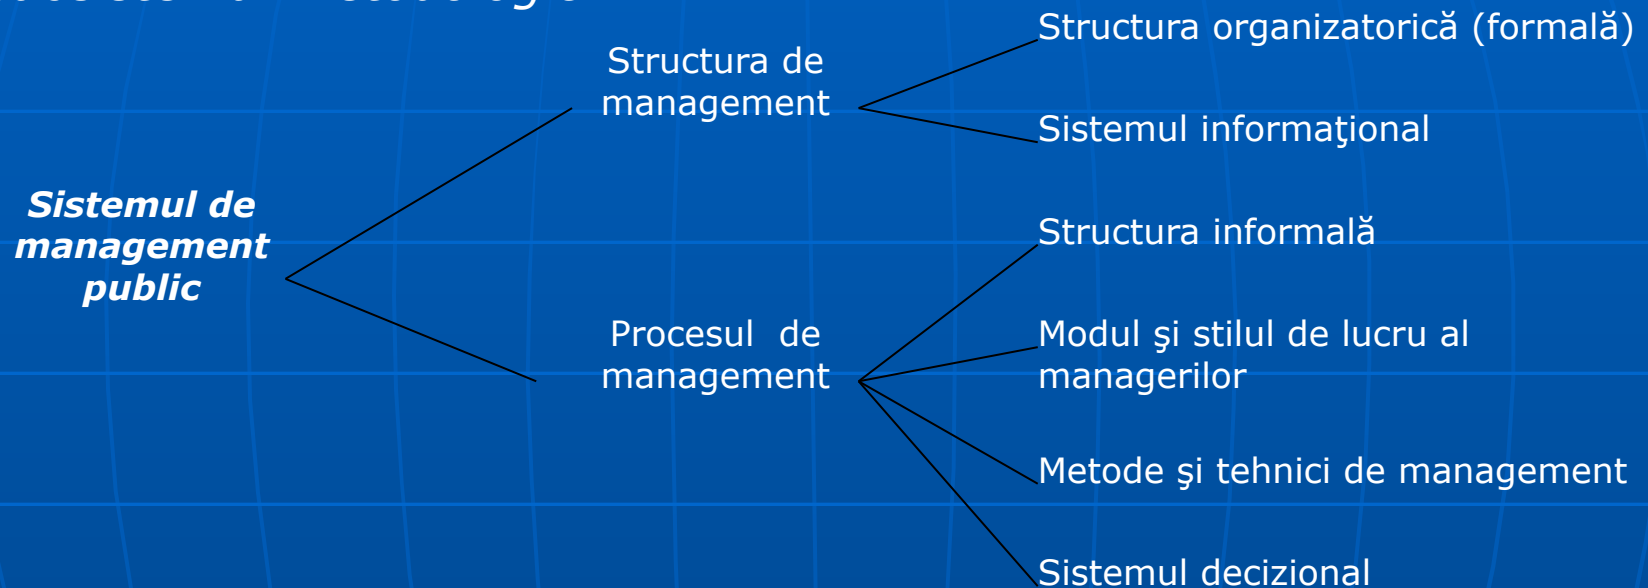 Structura organizatorică (formală)
Structura de
management
Sistemul informaţional
Sistemul de
management
public
Structura informală
Procesul de
management
Modul şi stilul de lucru al
managerilor
Metode şi tehnici de management
Sistemul decizional